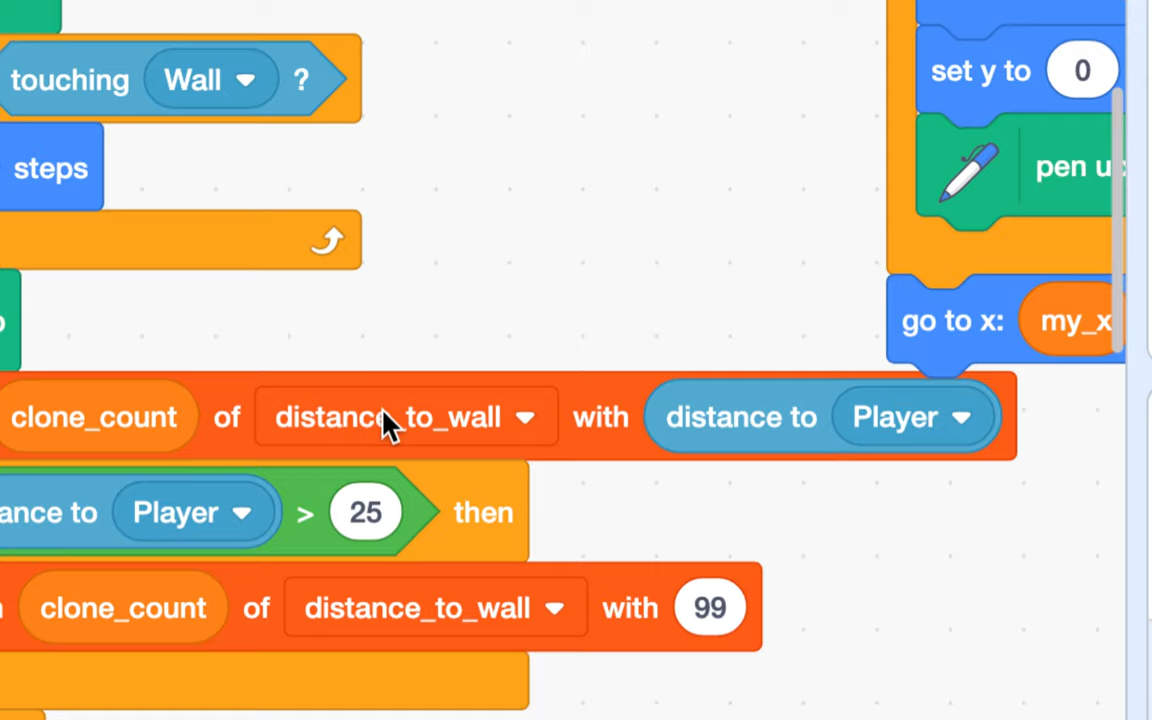 touching Wall ?
steps
clone_count of distance_to_wall with distance to Player
ance to Player > 25 then
clone_count of distance_to_wall with 99
set y to 0
pen u
go to x: my_x